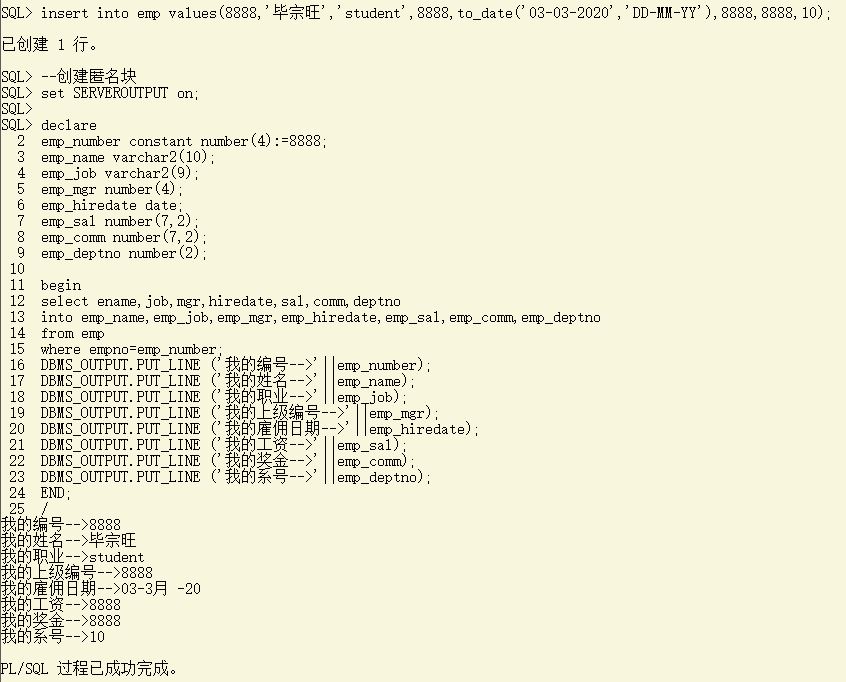 SQL> insert into emp values(8888,'毕宗旺','student',8888,to_date('03-03-2020','DD-MM-YY'),8888,8888,10);
已创建 1 行。
SQL> --创建匿名块
SQL> set SERVEROUTPUT on;
SQL>
SQL> declare
2 emp_number constant number(4):=8888;
3 emp_name varchar2(10);
4 emp_job varchar2(9);
5 emp_mgr number(4);
6 emp_hiredate date;
7 emp_sal number(7,2);
8 emp_comm number(7,2);
9 emp_deptno number(2);
10
11 begin
12 select ename,job,mgr,hiredate,sal,comm,deptno
13 into emp_name,emp_job,emp_mgr,emp_hiredate,emp_sal,emp_comm,emp_deptno
14 from emp
15 where empno=emp_number;
16 DBMS_OUTPUT.PUT_LINE ('我的编号-->'||emp_number);
17 DBMS_OUTPUT.PUT_LINE ('我的姓名-->'||emp_name);
18 DBMS_OUTPUT.PUT_LINE ('我的职业-->'||emp_job);
19 DBMS_OUTPUT.PUT_LINE ('我的上级编号-->'||emp_mgr);
20 DBMS_OUTPUT.PUT_LINE ('我的雇佣日期-->'||emp_hiredate);
21 DBMS_OUTPUT.PUT_LINE ('我的工资-->'||emp_sal);
22 DBMS_OUTPUT.PUT_LINE ('我的奖金-->'||emp_comm);
23 DBMS_OUTPUT.PUT_LINE ('我的系号-->'||emp_deptno);
24 END;
25 /
我的编号-->8888
我的姓名-->毕宗旺
我的职业-->student
我的上级编号-->8888
我的雇佣日期-->03-3月 -20
我的工资-->8888
我的奖金-->8888
我的系号-->10
PL/SQL 过程已成功完成。